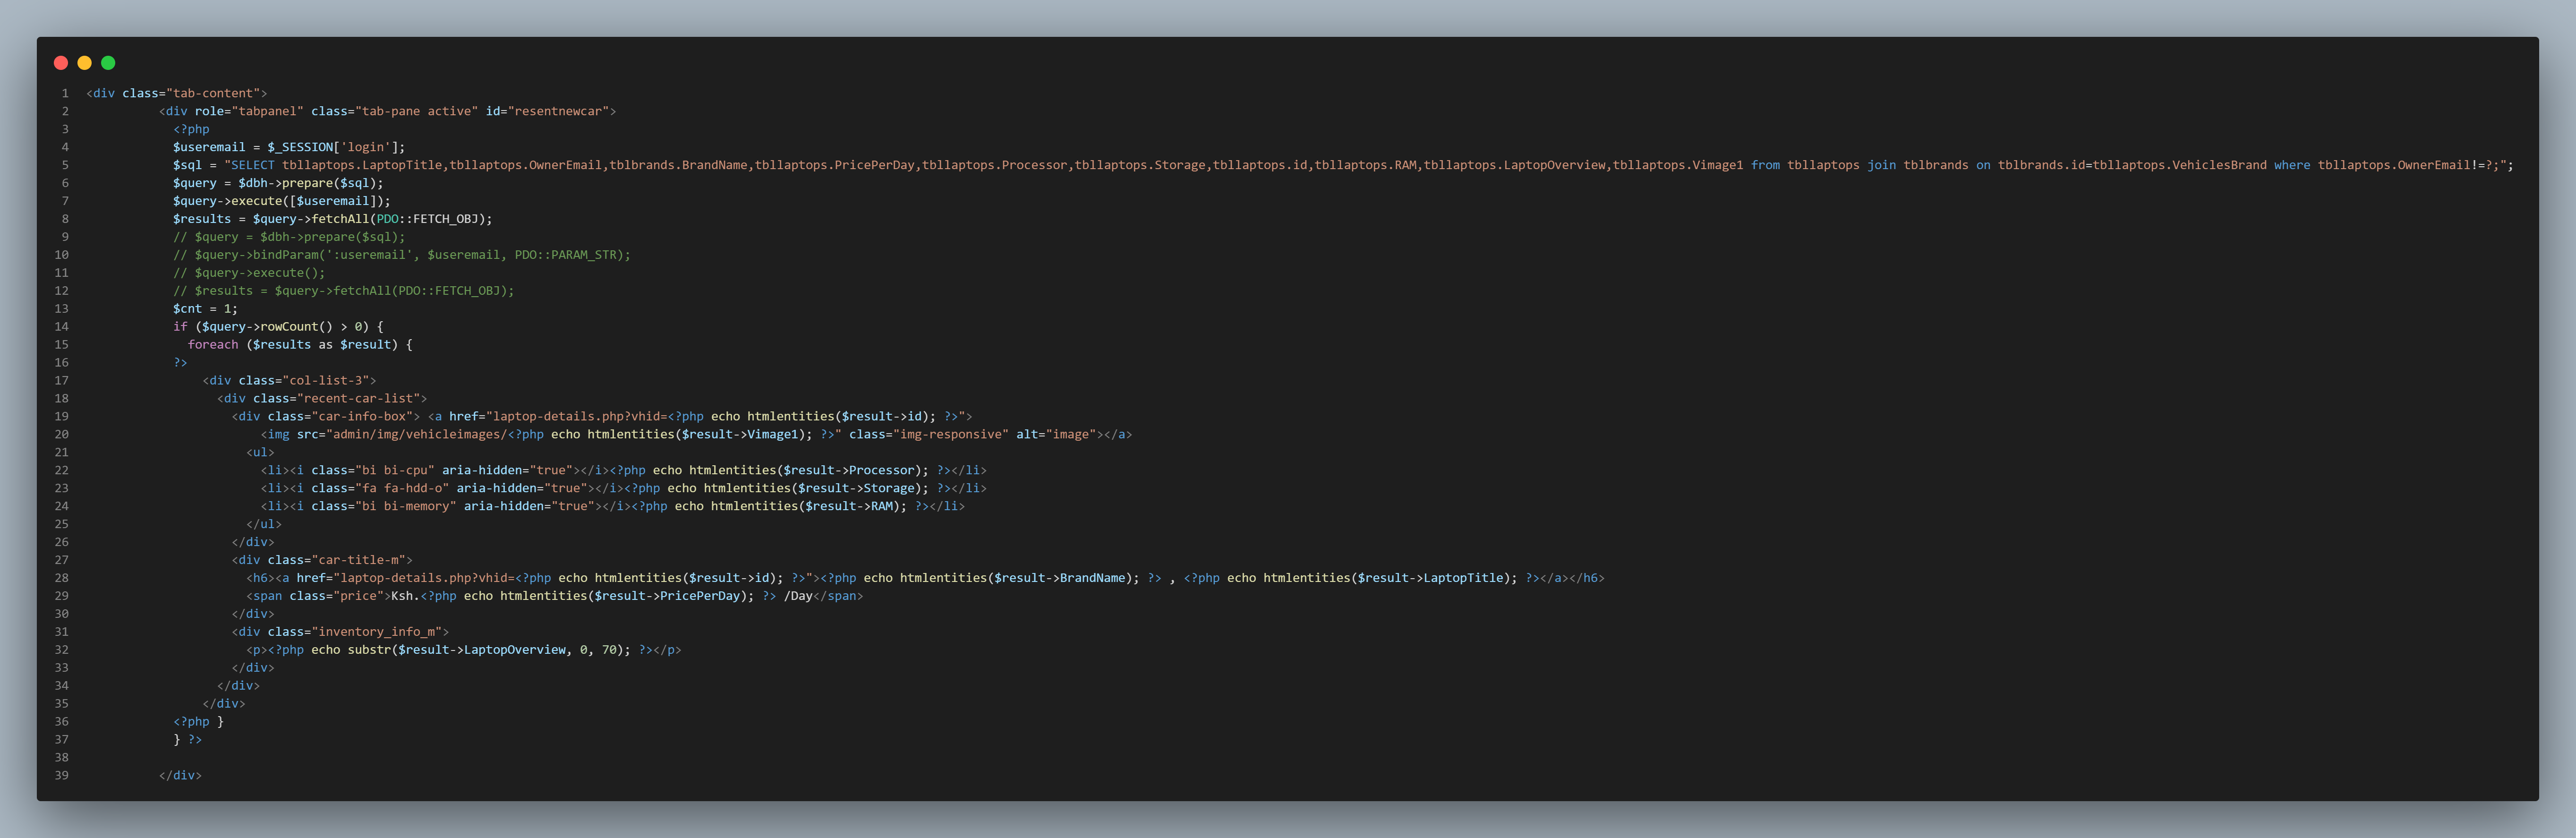 1 <div class="tab-content">
2 <div role="tabpanel" class="tab-pane active" id="resentnewcar">
3 <?php
4 $useremail = $_SESSION['login'];
5 $sql = "SELECT tbllaptops.LaptopTitle,tbllaptops.OwnerEmail,tblbrands.BrandName,tbllaptops.PricePerDay,tbllaptops.Processor,tbllaptops.Storage,tbllaptops.id,tbllaptops.RAM,tbllaptops.LaptopOverview,tbllaptops.Vimage1 from tbllaptops join tblbrands on tblbrands.id=tbllaptops.VehiclesBrand where tbllaptops.OwnerEmail!=?;";
6 $query = $dbh->prepare($sql);
7 $query->execute([$useremail]);
8 $results = $query->fetchAll(PDO::FETCH_OBJ);
9 // $query = $dbh->prepare($sql);
10 // $query->bindParam(':useremail', $useremail, PDO::PARAM_STR);
11 // $query->execute();
12 // $results = $query->fetchAll(PDO::FETCH_OBJ);
13 $cnt = 1;
14 if ($query->rowCount() > 0) {
15 foreach ($results as $result) {
16 ?>
17 <div class="col-list-3">
18 <div class="recent-car-list">
19 <div class="car-info-box"> <a href="laptop-details.php?vhid=<?php echo htmlentities($result->id); ?>">
20 <img src="admin/img/vehicleimages/<?php echo htmlentities($result->Vimage1); ?>" class="img-responsive" alt="image"></a>
21 <ul>
22 <li><i class="bi bi-cpu" aria-hidden="true"></i><?php echo htmlentities($result->Processor); ?></li>
23 <li><i class="fa fa-hdd-o" aria-hidden="true"></i><?php echo htmlentities($result->Storage); ?></li>
24 <li><i class="bi bi-memory" aria-hidden="true"></i><?php echo htmlentities($result->RAM); ?></li>
25 </ul>
26 </div>
27 <div class="car-title-m">
28 <h6><a href="laptop-details.php?vhid=<?php echo htmlentities($result->id); ?>"><?php echo htmlentities($result->BrandName); ?> , <?php echo htmlentities($result->LaptopTitle); ?></a></h6>
29 <span class="price">Ksh.<?php echo htmlentities($result->PricePerDay); ?> /Day</span>
30 </div>
31 <div class="inventory_info_m">
32 <p><?php echo substr($result->LaptopOverview, 0, 70); ?></p>
33 </div>
34 </div>
35 </div>
36 <?php }
37 } ?>
38
39 </div>